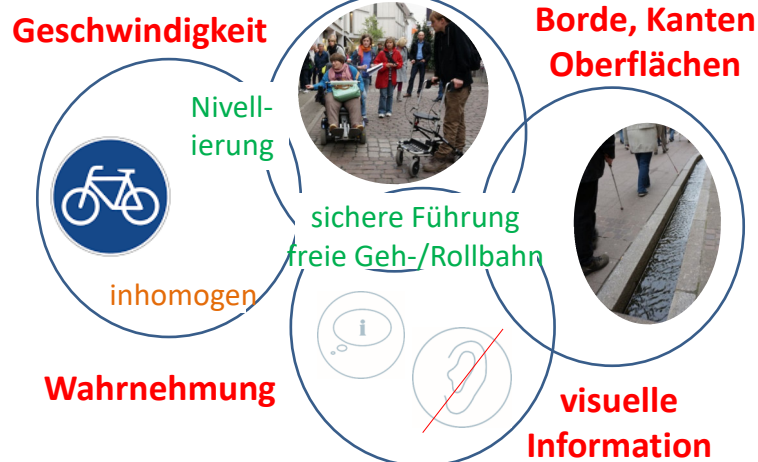 Geschwindigkeit
Borde, Kanten
Oberflächen
Nivell-
ierung
sichere Führung
freie Geh-/Rollbahn
inhomogen
i
Wahrnehmung
visuelle
Information